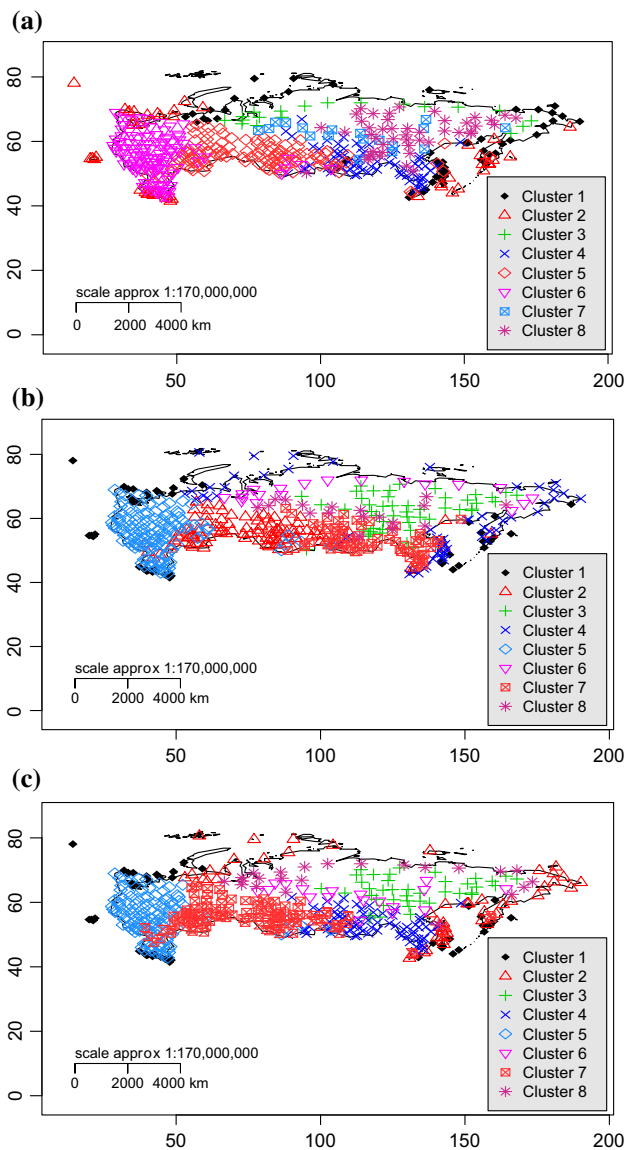 (a)
80
60
40
20
0
scale approx 1:170,000,000
0 2000 4000 km
Cluster 1
Cluster 2
Cluster 3
Cluster 4
Cluster 5
Cluster 6
Cluster 7
Cluster 8
50 100 150 200
(b)
80
60
40
20
0
scale approx 1:170,000,000
0 2000 4000 km
Cluster 1
Cluster 2
Cluster 3
Cluster 4
Cluster 5
Cluster 6
Cluster 7
Cluster 8
50 100 150 200
(c)
80
60
40
20
0
scale approx 1:170,000,000
0 2000 4000 km
Cluster 1
Cluster 2
Cluster 3
Cluster 4
Cluster 5
Cluster 6
Cluster 7
Cluster 8
50 100 150 200